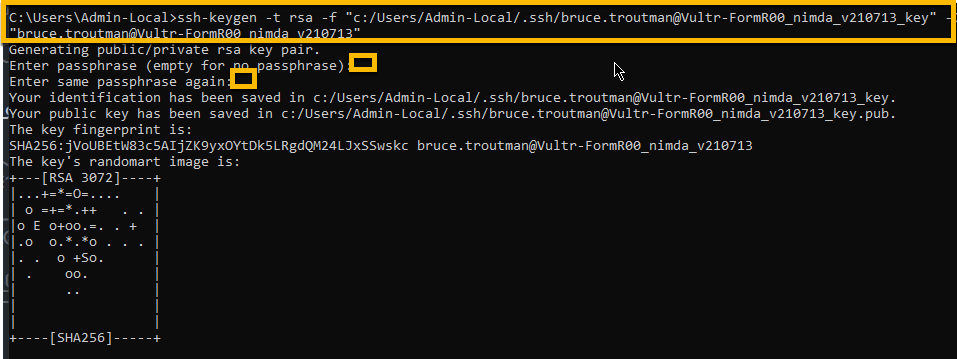 C:\Users\Admin-Local>ssh-keygen -t rsa -f "c:/Users/Admin-Local/.ssh/bruce.troutman@Vultr-FormR00_nimda_v210713_key" -
"bruce.troutman@Vultr-FormR00_nimda_v210713"
Generating public/private rsa key pair.
Enter passphrase (empty for no passphrase):
Enter same passphrase again:
Your identification has been saved in c:/Users/Admin-Local/.ssh/bruce.troutman@Vultr-FormR00_nimda_v210713_key.
Your public key has been saved in c:/Users/Admin-Local/.ssh/bruce.troutman@Vultr-FormR00_nimda_v210713_key.pub.
The key fingerprint is:
SHA256:jVoUBEtW83c5AIjZK9yxOYtDk5LRgdQM24LJxSSwskc bruce.troutman@Vultr-FormR00_nimda_v210713
The key's randomart image is:
+---[RSA 3072]----+
|...+=*=O=....    |
| o =+=*.++   . . |
|o E o+oo.=. . +  |
|.o  o.*.*o . . . |
|. .  o +So.      |
| .    oo.        |
|      ..         |
|                 |
|                 |
+----[SHA256]-----+